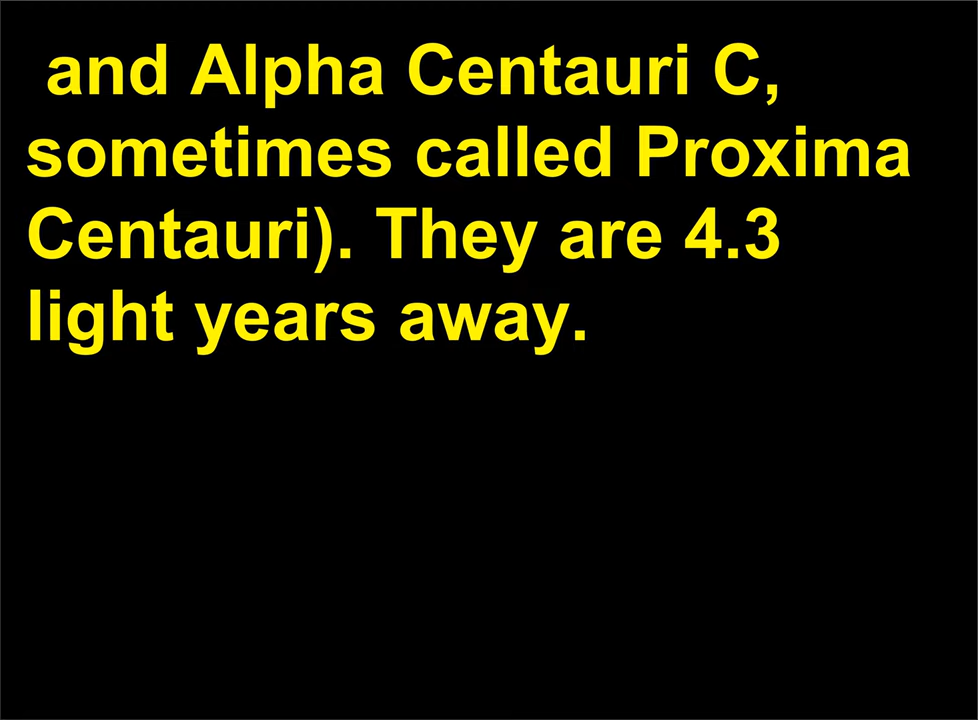 and Alpha Centauri C,
sometimes called Proxima
Centauri). They are 4.3
light years away.